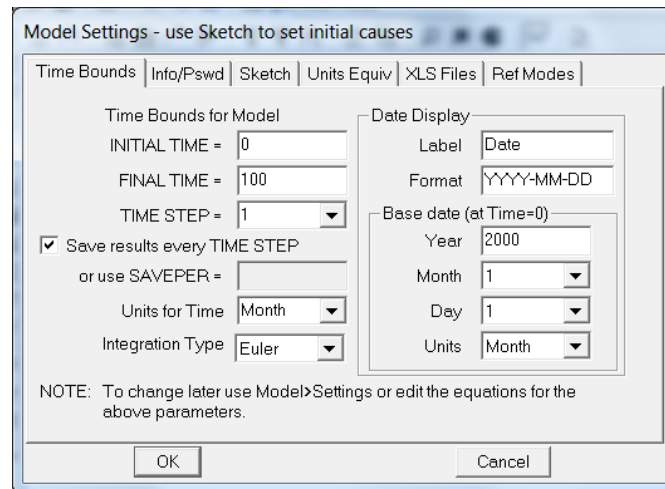 Model Settings - use Sketch to set initial causes
Time Bounds Info/Pswd Sketch Units Equiv XLS Files Ref Modes
Time Bounds for Model
INITIAL TIME = 0
FINAL TIME = 100
TIME STEP = 1
Save results every TIME STEP
or use SAVEPER =
Units for Time Month
Integration Type Euler
Date Display
Label Date
Format YYYY-MM-DD
Base date (at Time=0)
Year 2000
Month 1
Day 1
Units Month
NOTE: To change later use Model>Settings or edit the equations for the
above parameters.
OK Cancel